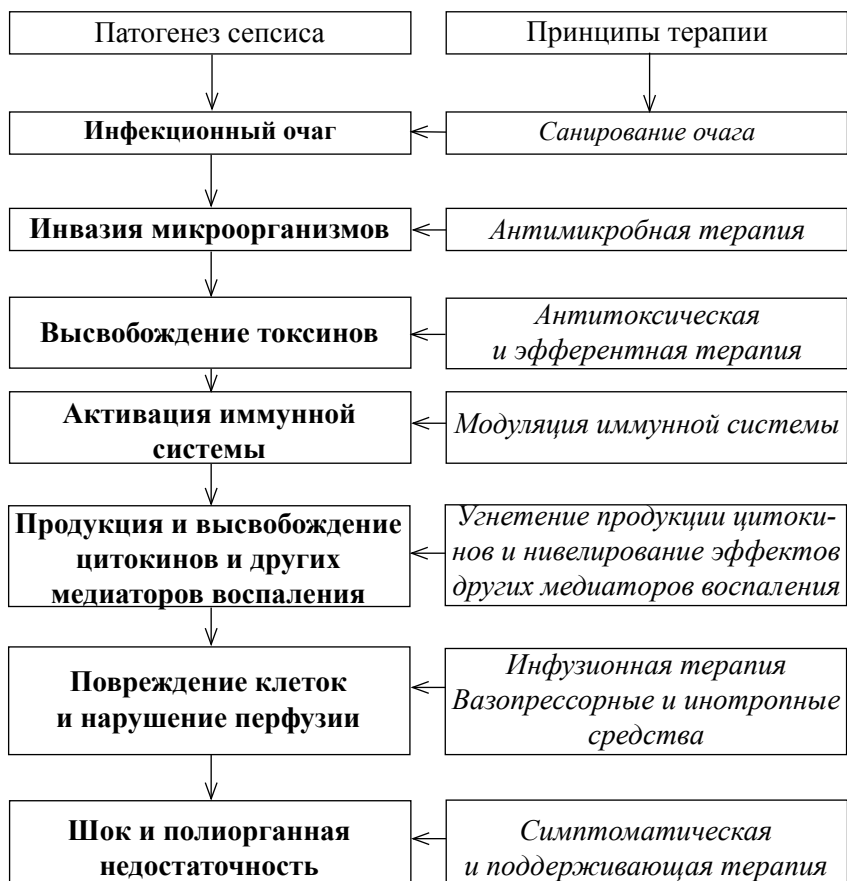 Патогенез сепсиса
Принципы терапии
Инфекционный очаг
Санирование очага
Инвазия микроорганизмов
Антимикробная терапия
Высвобождение токсинов
Антитоксическая
и эфферентная терапия
Активация иммунной
системы
Модуляция иммунной системы
Продукция и высвобождение
цитокинов и других
медиаторов воспаления
Угнетение продукции цитоки-
нов и нивелирование эффектов
других медиаторов воспаления
Повреждение клеток
и нарушение перфузии
Инфузионная терапия
Вазопрессорные и инотропные
средства
Шок и полиорганная
недостаточность
Симптоматическая
и поддерживающая терапия